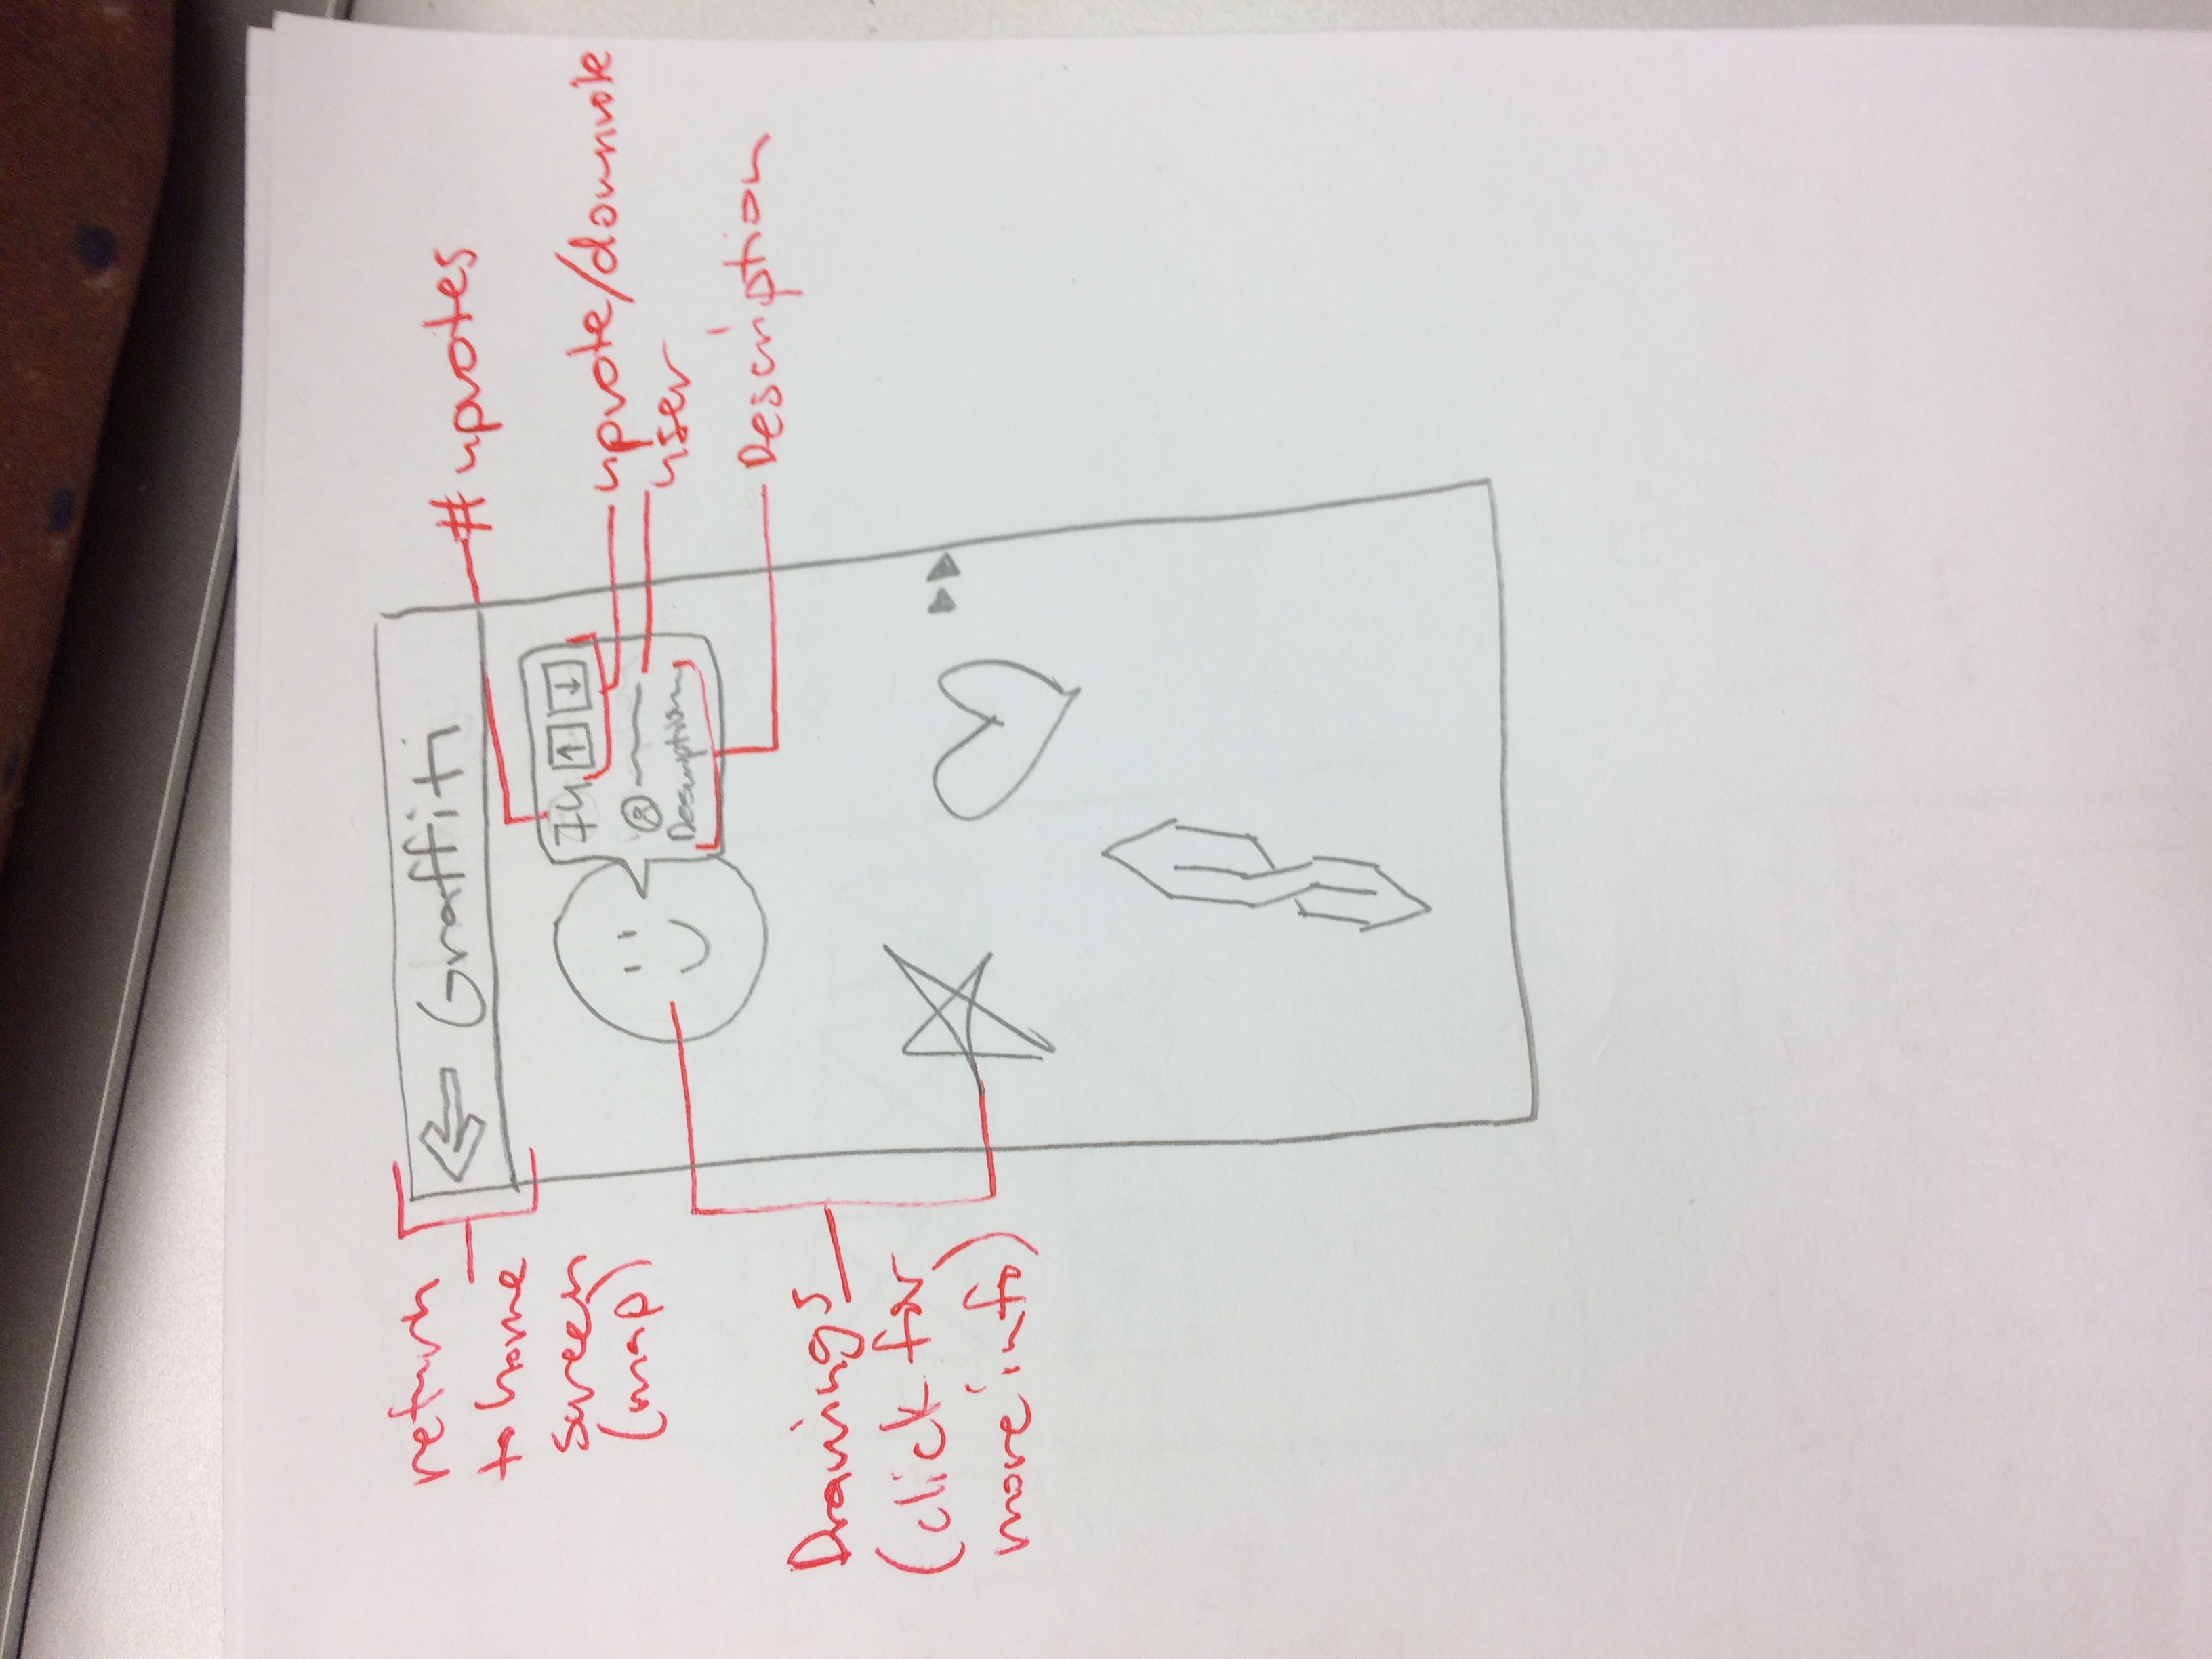 return
to home
screen
(map)
Graffiti
# upvotes
74 ↑ ↓
upvote/downvote
user
Description
Description
Drawings
(click for
more info)